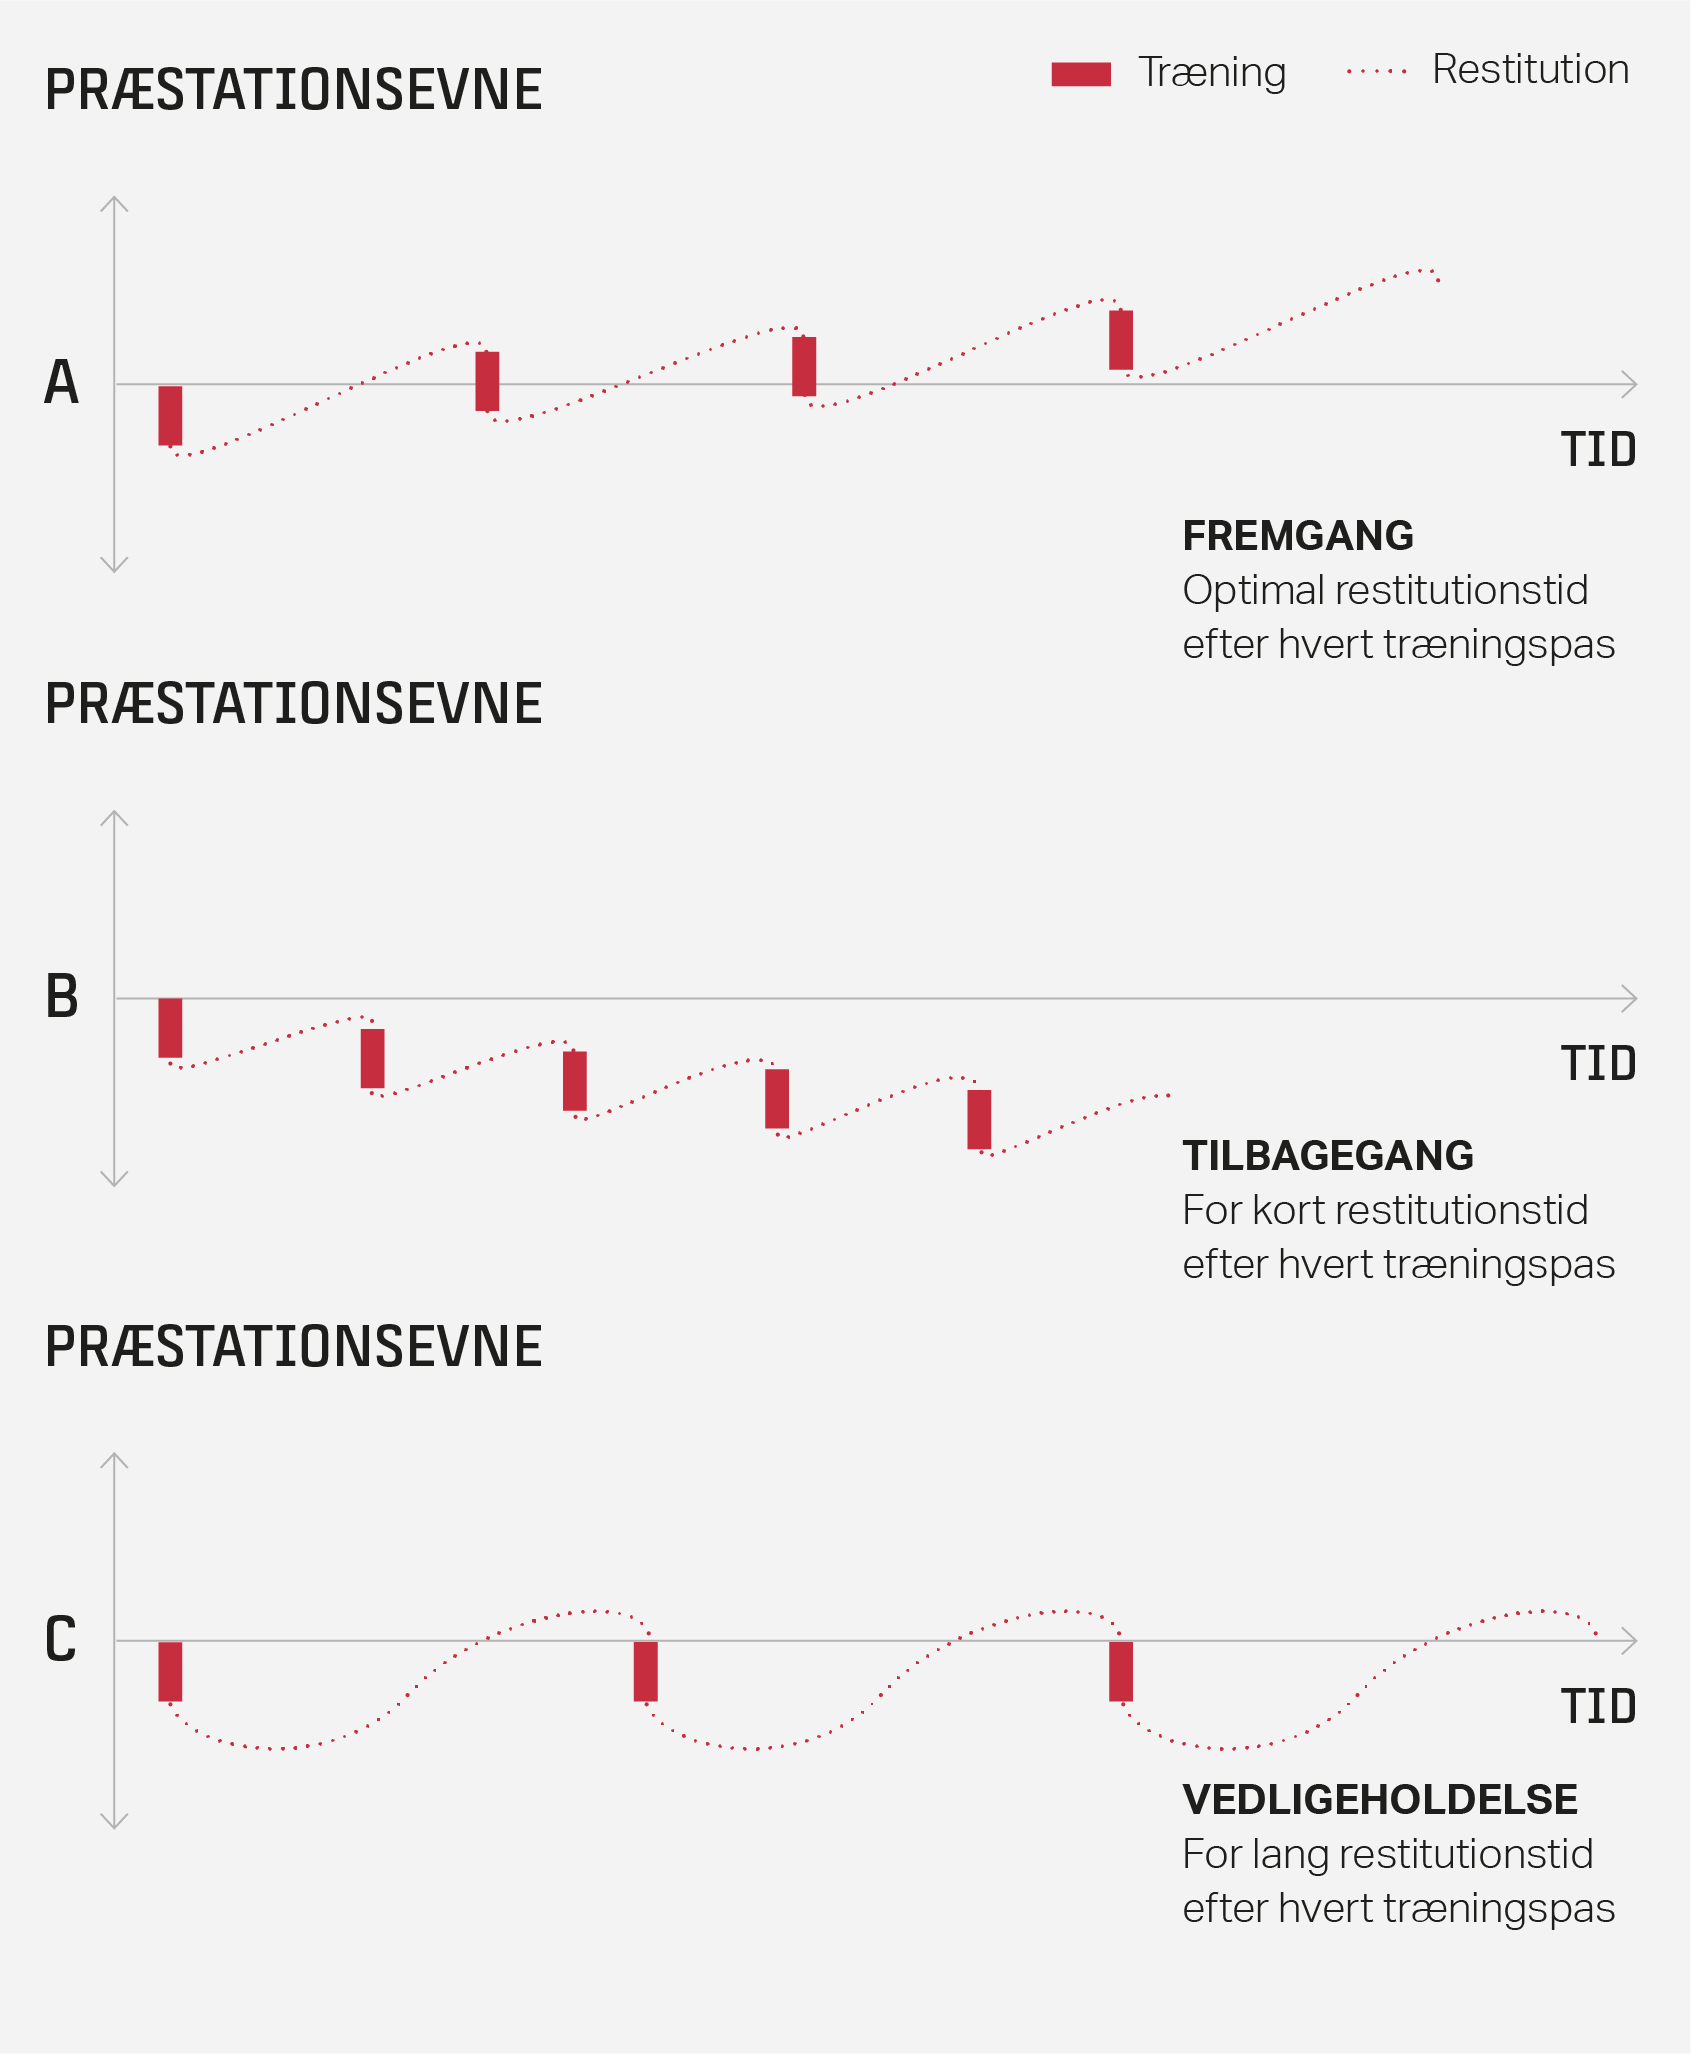 PRÆSTATIONSEVNE
Træning
Restitution
A
TID
FREMGANG
Optimal restitutionstid
efter hvert træningspas
PRÆSTATIONSEVNE
B
TID
TILBAGEGANG
For kort restitutionstid
efter hvert træningspas
PRÆSTATIONSEVNE
C
TID
VEDLIGEHOLDELSE
For lang restitutionstid
efter hvert træningspas